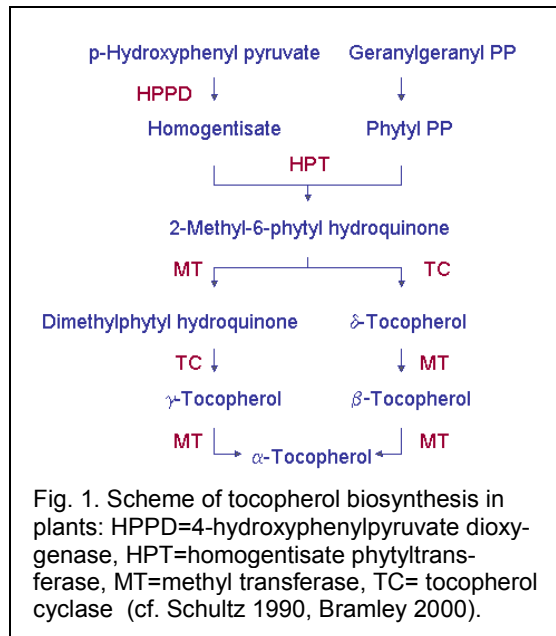 p-Hydroxyphenyl pyruvate Geranylgeranyl PP
HPPD
Homogentisate Phytyl PP
HPT
2-Methyl-6-phytyl hydroquinone
MT TC
Dimethylphytyl hydroquinone δ-Tocopherol
TC MT
γ-Tocopherol β-Tocopherol
MT MT
α-Tocopherol
Fig. 1. Scheme of tocopherol biosynthesis in
plants: HPPD=4-hydroxyphenylpyruvate dioxy-
genase, HPT=homogentisate phytyltrans-
ferase, MT=methyl transferase, TC= tocopherol
cyclase (cf. Schultz 1990, Bramley 2000).